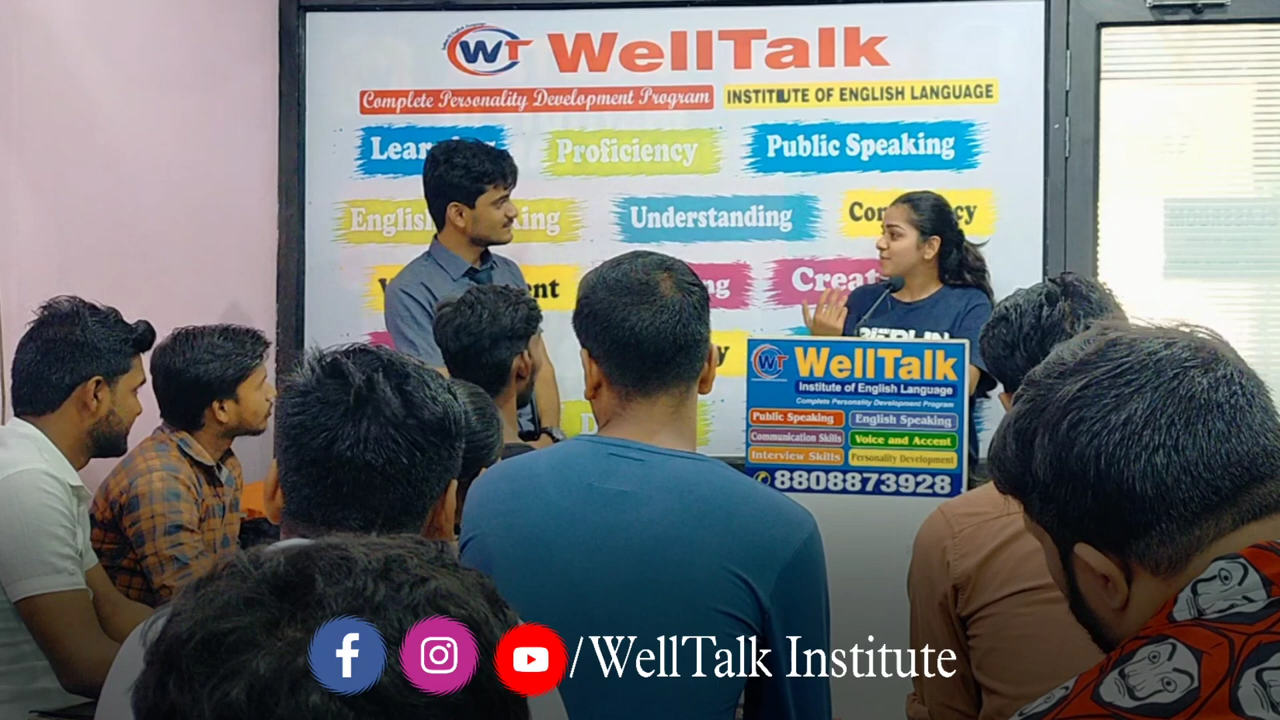 WT WellTalk
Complete Personality Development Program
INSTITUTE OF ENGLISH LANGUAGE
Proficiency
Public Speaking
English
Understanding
WT WellTalk
Institute of English Language
Complete Personality Development Program
Public Speaking
English Speaking
Communication Skills
Voice and Accent
Interview Skills
Personality Development
8808873928
/WellTalk Institute